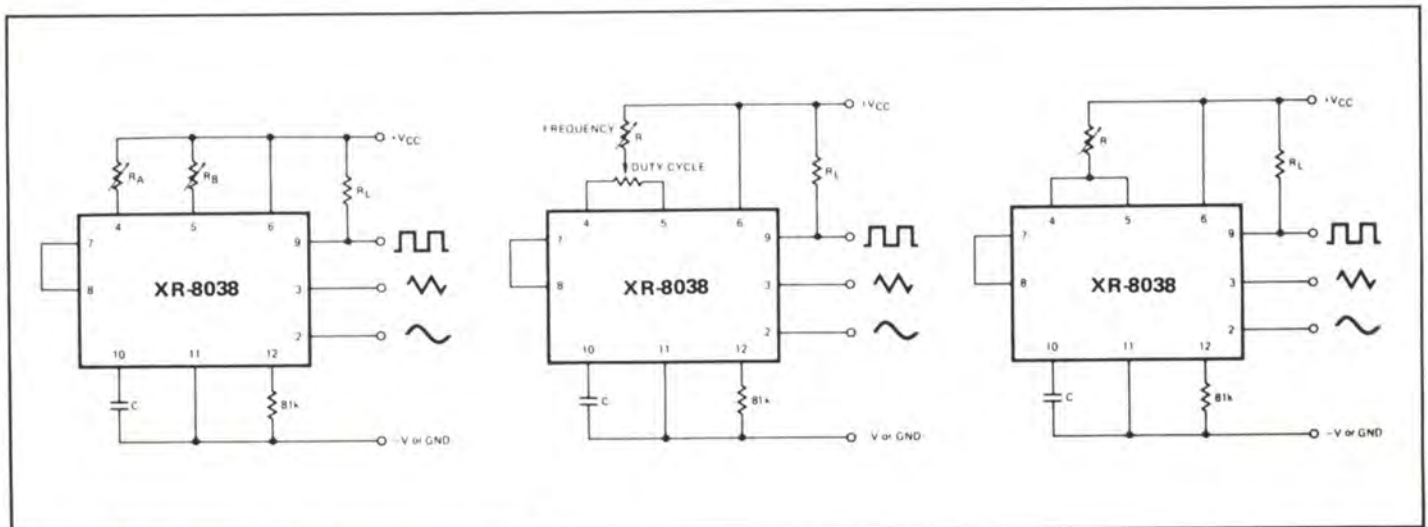 +VCC
RA
RB
RL
4 5 6
7
9
8
XR-8038
3
2
10 11 12
C
81k
-V or GND
+VCC
FREQUENCY
R
DUTY CYCLE
RL
4 5 6
7
9
8
XR-8038
3
2
10 11 12
C
81k
-V or GND
+VCC
R
RL
4 5 6
7
9
8
XR-8038
3
2
10 11 12
C
81k
-V or GND